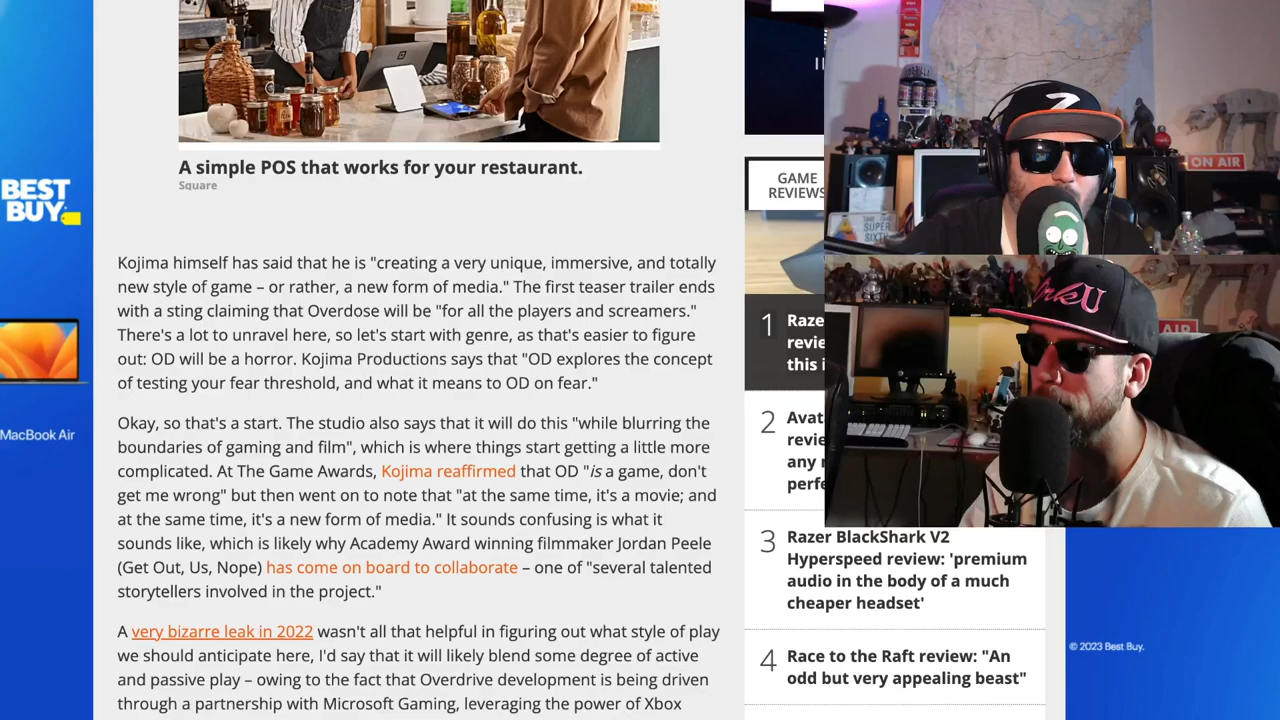 BEST
BUY
MacBook Air
A simple POS that works for your restaurant.
Square
Kojima himself has said that he is "creating a very unique, immersive, and totally
new style of game – or rather, a new form of media." The first teaser trailer ends
with a sting claiming that Overdose will be "for all the players and screamers."
There's a lot to unravel here, so let's start with genre, as that's easier to figure
out: OD will be a horror. Kojima Productions says that "OD explores the concept
of testing your fear threshold, and what it means to OD on fear."
Okay, so that's a start. The studio also says that it will do this "while blurring the
boundaries of gaming and film", which is where things start getting a little more
complicated. At The Game Awards, Kojima reaffirmed that OD "is a game, don't
get me wrong" but then went on to note that "at the same time, it's a movie; and
at the same time, it's a new form of media." It sounds confusing is what it
sounds like, which is likely why Academy Award winning filmmaker Jordan Peele
(Get Out, Us, Nope) has come on board to collaborate – one of "several talented
storytellers involved in the project."
A very bizarre leak in 2022 wasn't all that helpful in figuring out what style of play
we should anticipate here, I'd say that it will likely blend some degree of active
and passive play – owing to the fact that Overdrive development is being driven
through a partnership with Microsoft Gaming, leveraging the power of Xbox
GAME
REVIEWS
1
Raze
revie
this i
2
Avat
revie
any
perfe
3
Razer BlackShark V2
Hyperspeed review: 'premium
audio in the body of a much
cheaper headset'
4
Race to the Raft review: "An
odd but very appealing beast"
ON AIR
SUPER
SIXTH
AIR
© 2023 Best Buy.